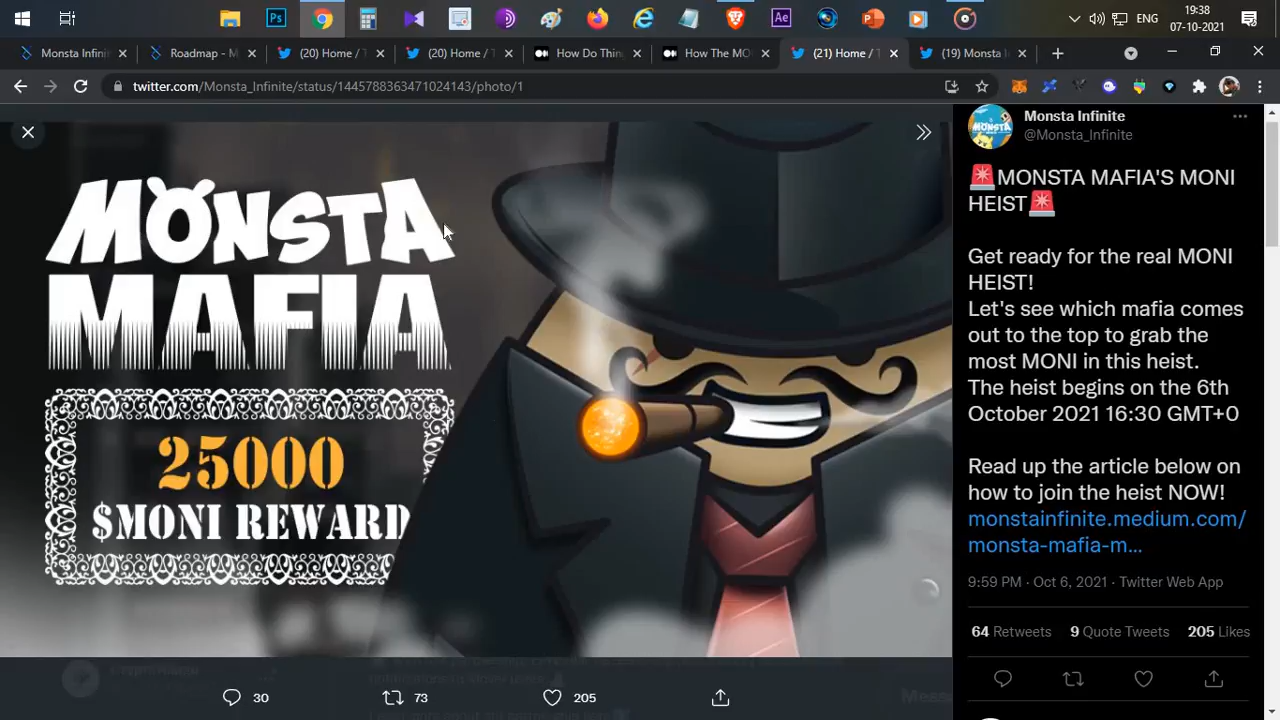 19:38
ENG
07-10-2021
Ps
Ae
Monsta Infini
Roadmap - M
(20) Home / T
(20) Home / T
How Do Thin
How The MO
(21) Home / T
(19) Monsta I
twitter.com/Monsta_Infinite/status/1445788363471024143/photo/1
MONSTA
MAFIA
25000
$MONI REWARD
30
73
205
Monsta Infinite
@Monsta_Infinite
🚨MONSTA MAFIA'S MONI
HEIST🚨
Get ready for the real MONI
HEIST!
Let's see which mafia comes
out to the top to grab the
most MONI in this heist.
The heist begins on the 6th
October 2021 16:30 GMT+0
Read up the article below on
how to join the heist NOW!
monstainfinite.medium.com/
monsta-mafia-m...
9:59 PM · Oct 6, 2021 · Twitter Web App
64 Retweets 9 Quote Tweets 205 Likes